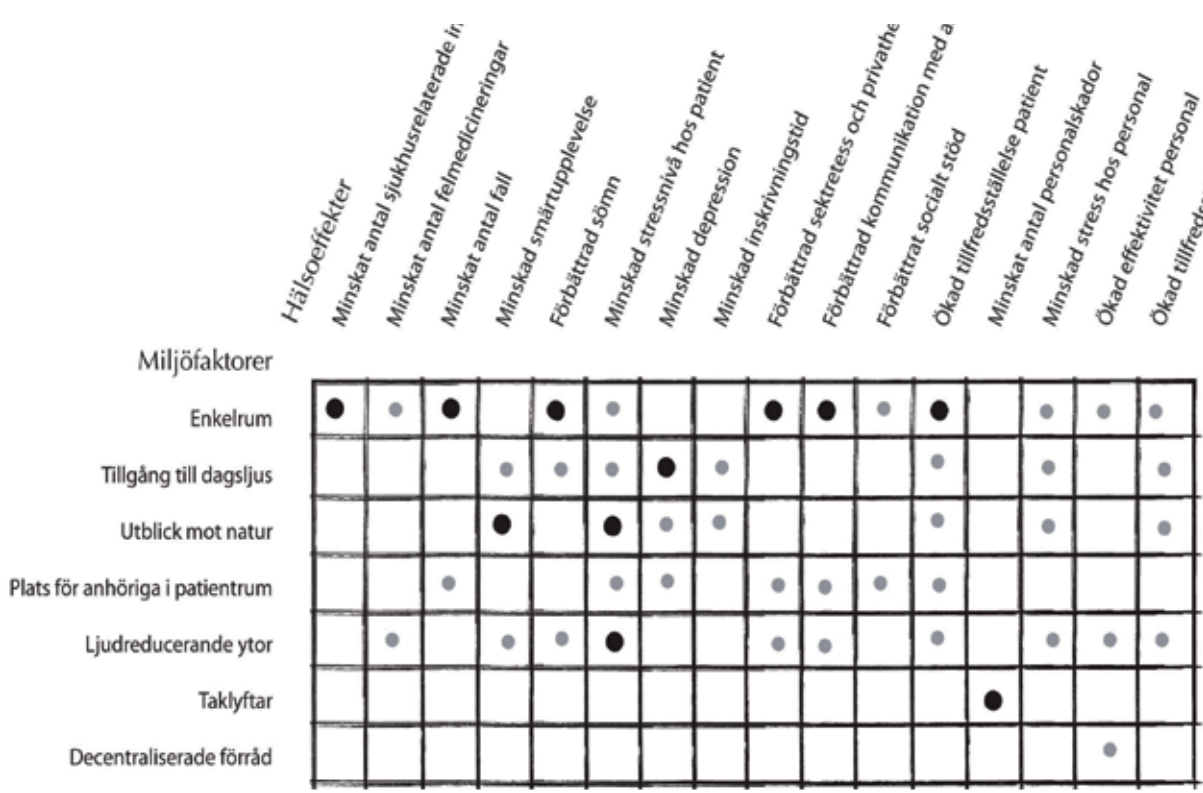 Hälsoeffekter
Minskat antal sjukhusrelaterade
Minskat antal felmedicineringar
Minskat antal fall
Minskad smärtupplevelse
Förbättrad sömn
Minskad stressnivå hos patient
Minskad depression
Minskad inskrivningstid
Förbättrad sektretess och
Förbättrad kommunikation med
Förbättrat socialt stöd
Ökad tillfredsställelse patient
Minskat antal personalskador
Minskad stress hos personal
Ökad effektivitet personal
Ökad
Miljöfaktorer
Enkelrum
Tillgång till dagsljus
Utblick mot natur
Plats för anhöriga i patientrum
Ljudreducerande ytor
Taklyftar
Decentraliserade förråd